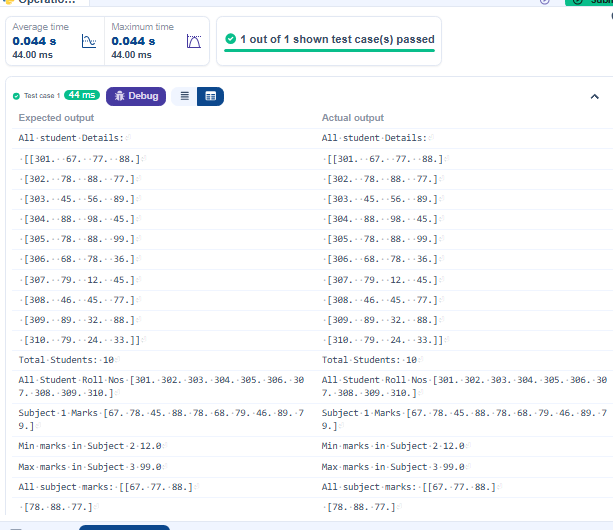 Operatio...
Average time
0.044 s
44.00 ms
Maximum time
0.044 s
44.00 ms
1 out of 1 shown test case(s) passed
Test case 1 44 ms Debug
Expected output Actual output
All·student·Details: All·student·Details:
·[[301.··67.··77.··88.] ·[[301.··67.··77.··88.]
·[302.··78.··88.··77.] ·[302.··78.··88.··77.]
·[303.··45.··56.··89.] ·[303.··45.··56.··89.]
·[304.··88.··98.··45.] ·[304.··88.··98.··45.]
·[305.··78.··88.··99.] ·[305.··78.··88.··99.]
·[306.··68.··78.··36.] ·[306.··68.··78.··36.]
·[307.··79.··12.··45.] ·[307.··79.··12.··45.]
·[308.··46.··45.··77.] ·[308.··46.··45.··77.]
·[309.··89.··32.··88.] ·[309.··89.··32.··88.]
·[310.··79.··24.··33.]] ·[310.··79.··24.··33.]]
Total·Students:·10 Total·Students:·10
All·Student·Roll·Nos·[301.·302.·303.·304.·305.·306.·30 All·Student·Roll·Nos·[301.·302.·303.·304.·305.·306.·30
7.·308.·309.·310.] 7.·308.·309.·310.]
Subject·1·Marks·[67.·78.·45.·88.·78.·68.·79.·46.·89.·7 Subject·1·Marks·[67.·78.·45.·88.·78.·68.·79.·46.·89.·7
9.] 9.]
Min·marks·in·Subject·2·12.0 Min·marks·in·Subject·2·12.0
Max·marks·in·Subject·3·99.0 Max·marks·in·Subject·3·99.0
All·subject·marks:·[[67.·77.·88.] All·subject·marks:·[[67.·77.·88.]
·[78.·88.·77.] ·[78.·88.·77.]